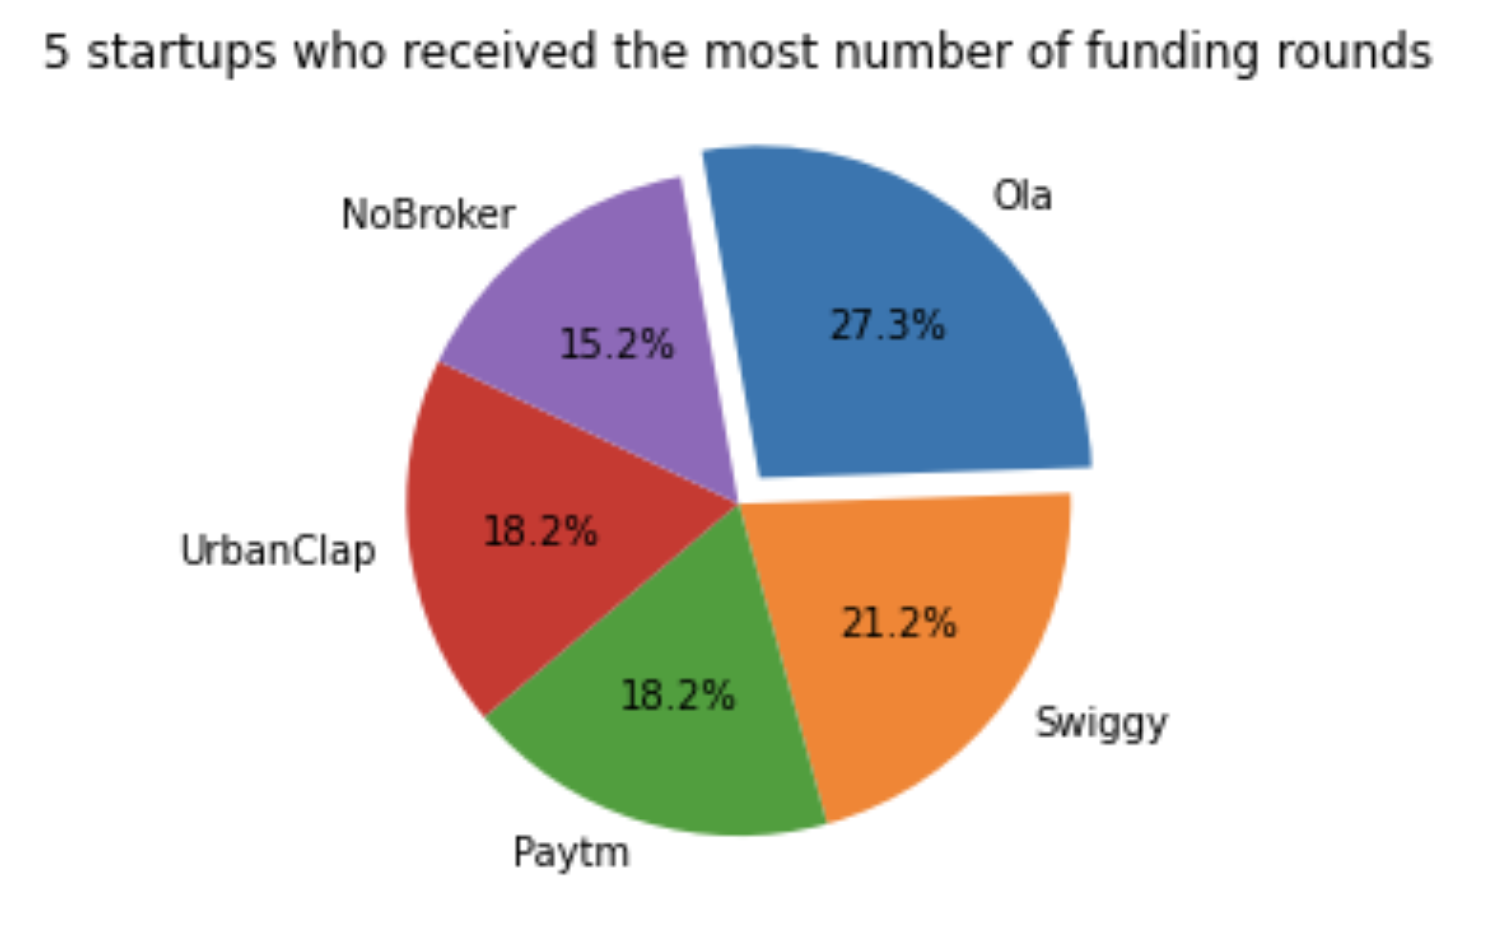 5 startups who received the most number of funding rounds
Ola
NoBroker
27.3%
15.2%
18.2%
UrbanClap
21.2%
18.2%
Swiggy
Paytm